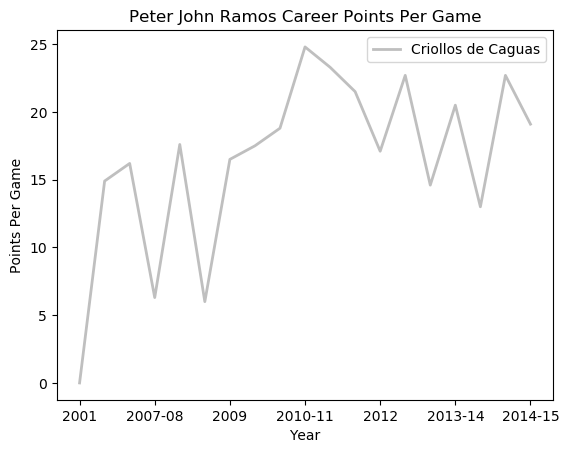 Peter John Ramos Career Points Per Game
Criollos de Caguas
Points Per Game
25
20
15
10
5
0
2001 2007-08 2009 2010-11 2012 2013-14 2014-15
Year